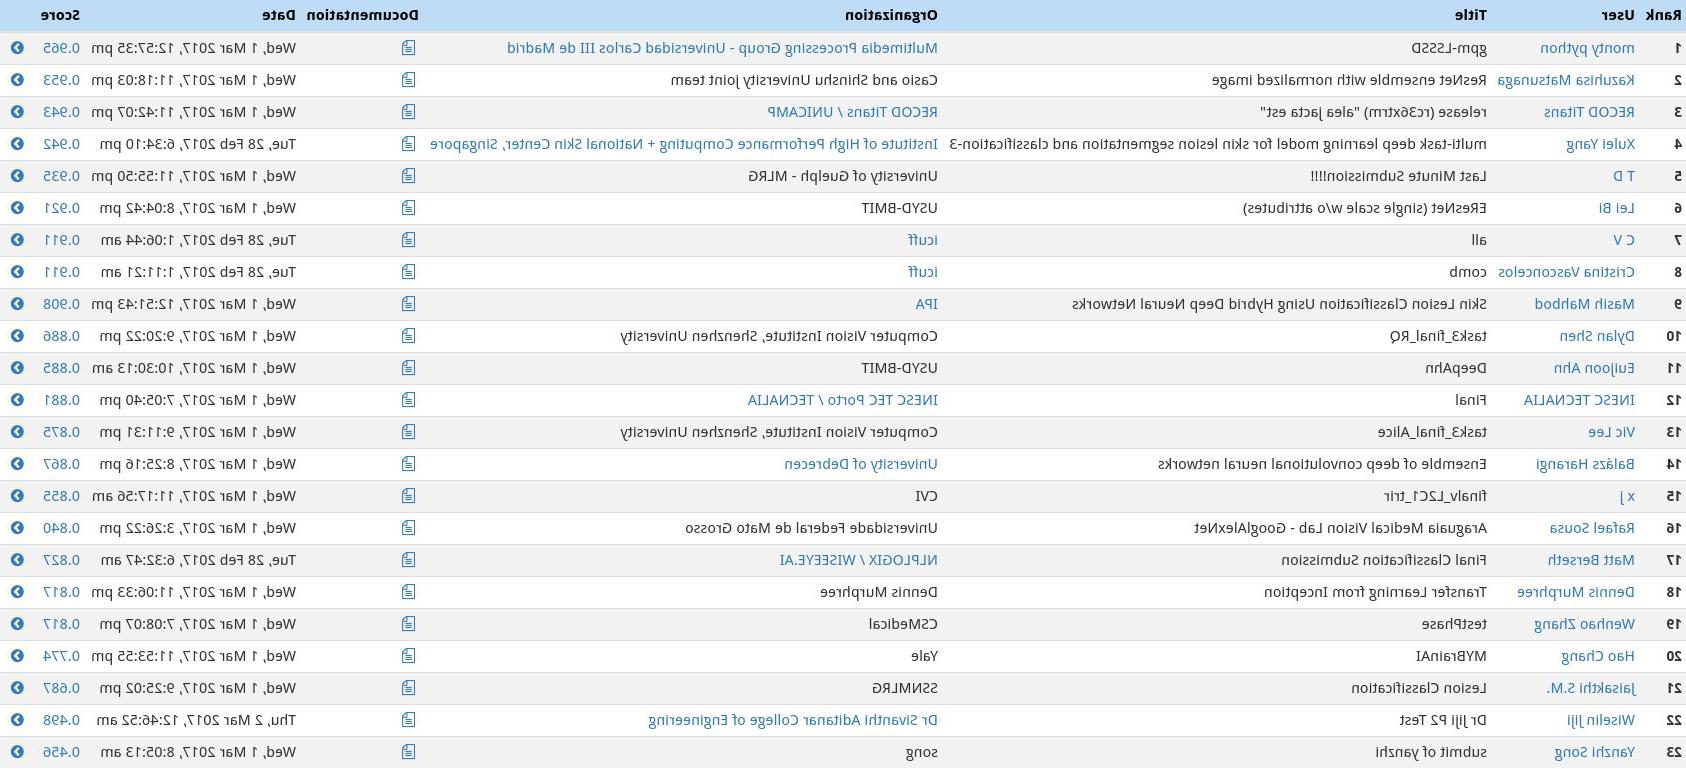 Rank User Title Organization Documentation Date Score
1 monty python gpm-LSSSD Multimedia Processing Group - Universidad Carlos III de Madrid Wed, 1 Mar 2017, 12:57:35 pm 0.965
2 Kazuhisa Matsunaga ResNet ensemble with normalized image Casio and Shinshu University joint team Wed, 1 Mar 2017, 11:18:03 pm 0.953
3 RECOD Titans release (rc36xtrm) "alea jacta est" RECOD Titans / UNICAMP Wed, 1 Mar 2017, 11:42:07 pm 0.943
4 Xulei Yang multi-task deep learning model for skin lesion segmentation and classification-3 Institute of High Performance Computing + National Skin Center, Singapore Tue, 28 Feb 2017, 6:34:10 pm 0.942
5 T D Last Minute Submission!!!! University of Guelph - MLRG Wed, 1 Mar 2017, 11:55:50 pm 0.935
6 Lei Bi EResNet (single scale w/o attributes) USYD-BMIT Wed, 1 Mar 2017, 8:04:42 pm 0.921
7 C V all icuff Tue, 28 Feb 2017, 1:06:44 am 0.911
8 Cristina Vasconcelos comb icuff Tue, 28 Feb 2017, 1:11:21 am 0.911
9 Masih Mahbod Skin Lesion Classification Using Hybrid Deep Neural Networks IPA Wed, 1 Mar 2017, 12:51:43 pm 0.908
10 Dylan Shen task3_final_RQ Computer Vision Institute, Shenzhen University Wed, 1 Mar 2017, 9:20:22 pm 0.886
11 Euijoon Ahn DeepAhn USYD-BMIT Wed, 1 Mar 2017, 10:30:13 am 0.885
12 INESC TECNALIA Final INESC TEC Porto / TECNALIA Wed, 1 Mar 2017, 7:05:40 pm 0.881
13 Vic Lee task3_final_Alice Computer Vision Institute, Shenzhen University Wed, 1 Mar 2017, 9:11:31 pm 0.875
14 Balázs Harangi Ensemble of deep convolutional neural networks University of Debrecen Wed, 1 Mar 2017, 8:25:16 pm 0.867
15 x j finalv_L2C1_trir CVI Wed, 1 Mar 2017, 11:17:56 am 0.855
16 Rafael Sousa Araguaia Medical Vision Lab - GooglAlexNet Universidade Federal de Mato Grosso Wed, 1 Mar 2017, 3:26:22 pm 0.840
17 Matt Berseth Final Classification Submission NLPLOGIX / WISEEYE.AI Tue, 28 Feb 2017, 6:32:47 am 0.827
18 Dennis Murphree Transfer Learning from Inception Dennis Murphree Wed, 1 Mar 2017, 11:06:33 pm 0.817
19 Wenhao Zhang testPhase CSMedical Wed, 1 Mar 2017, 7:08:07 pm 0.817
20 Hao Chang MYBrainAI Yale Wed, 1 Mar 2017, 11:53:55 pm 0.774
21 Jaisakthi S.M. Lesion Classification SSNMLRG Wed, 1 Mar 2017, 9:25:02 pm 0.687
22 Wiselin Jiji Dr Jiji P2 Test Dr Sivanthi Aditanar College of Engineering Thu, 2 Mar 2017, 12:46:52 am 0.498
23 Yanzhi Song submit of yanzhi song Wed, 1 Mar 2017, 8:05:13 am 0.456